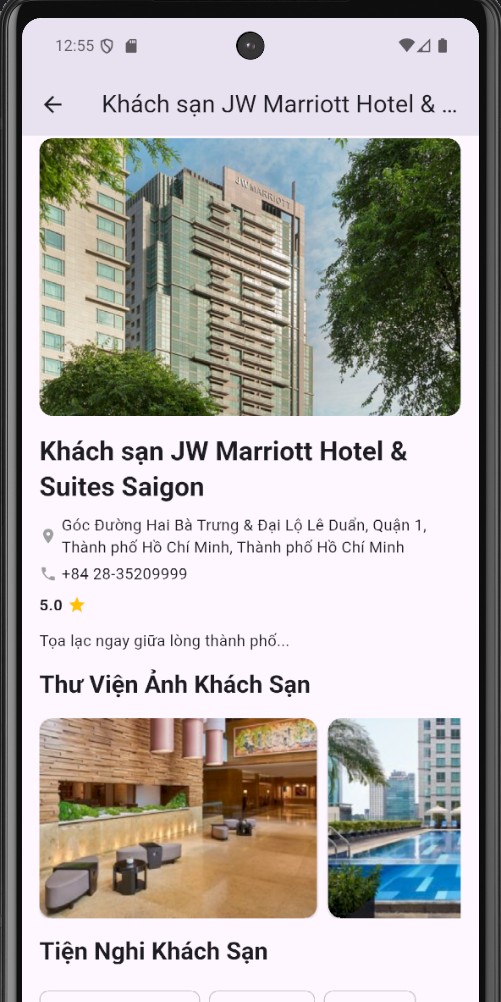 12:55
Khách sạn JW Marriott Hotel & ...
JW MARRIOTT
Khách sạn JW Marriott Hotel &
Suites Saigon
Góc Đường Hai Bà Trưng & Đại Lộ Lê Duẩn, Quận 1,
Thành phố Hồ Chí Minh, Thành phố Hồ Chí Minh
+84 28-35209999
5.0
Tọa lạc ngay giữa lòng thành phố...
Thư Viện Ảnh Khách Sạn
Tiện Nghi Khách Sạn